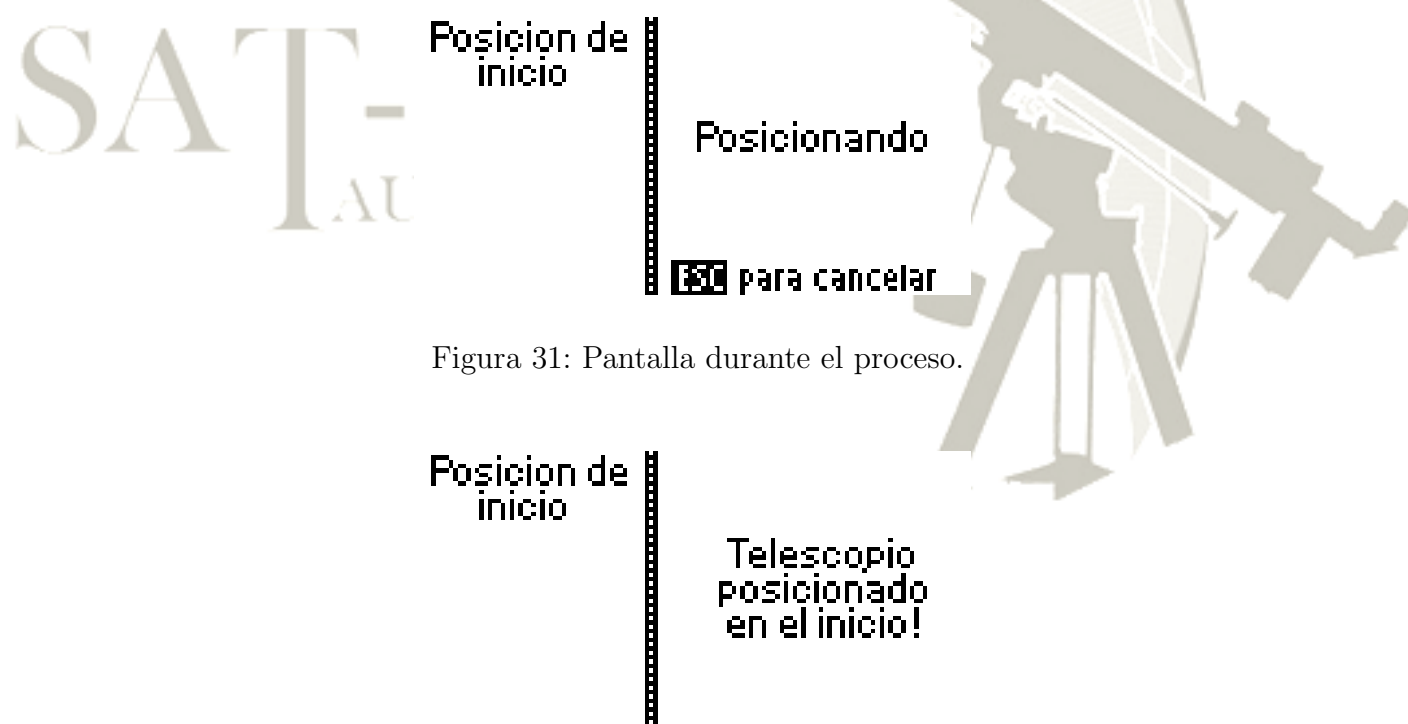 SAT-
AU
Posicion de
inicio
Posicionando
ESC para cancelar
Figura 31: Pantalla durante el proceso.
Posicion de
inicio
Telescopio
posicionado
en el inicio!